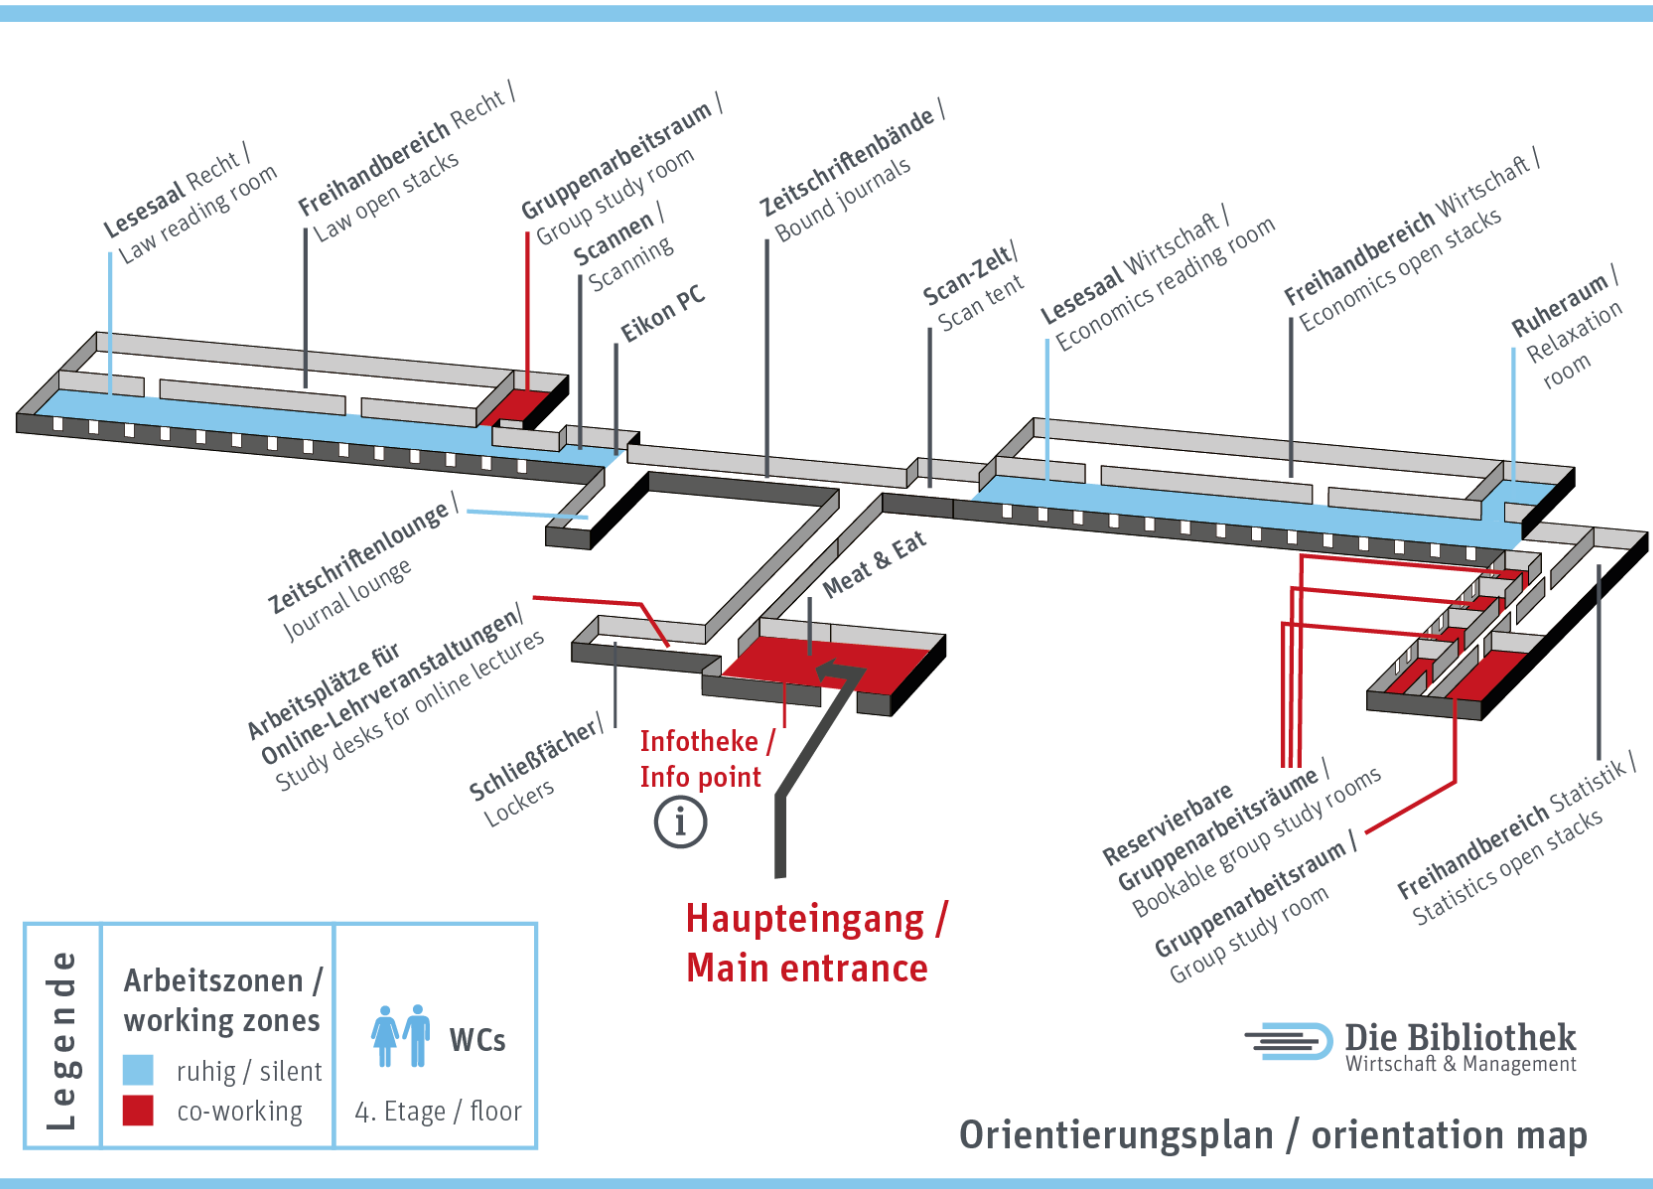 Lesesaal Recht /
Law reading room
Freihandbereich Recht /
Law open stacks
Gruppenarbeitsraum /
Group study room
Scannen /
Scanning
Eikon PC
Zeitschriftenbände /
Bound journals
Scan-Zelt/
Scan tent
Lesesaal Wirtschaft /
Economics reading room
Freihandbereich Wirtschaft /
Economics open stacks
Ruheraum /
Relaxation
room
Zeitschriftenlounge /
Journal lounge
Meat & Eat
Arbeitsplätze für
Online-Lehrveranstaltungen/
Study desks for online lectures
Schließfächer/
Lockers
Infotheke /
Info point
i
Haupteingang /
Main entrance
Reservierbare
Gruppenarbeitsräume /
Bookable group study rooms
Gruppenarbeitsraum /
Group study room
Freihandbereich Statistik /
Statistics open stacks
Legende
Arbeitszonen /
working zones
ruhig / silent
co-working
WCs
4. Etage / floor
Die Bibliothek
Wirtschaft & Management
Orientierungsplan / orientation map